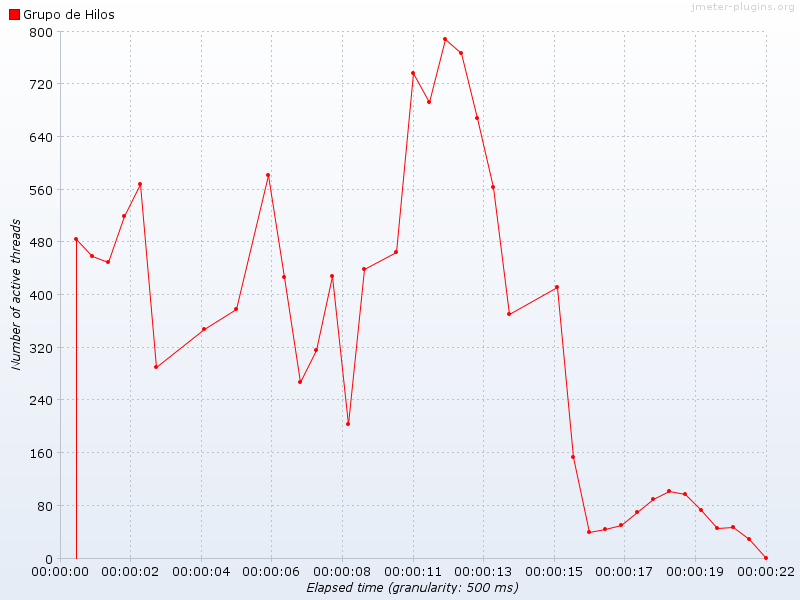 jmeter-plugins.org
Grupo de Hilos
800
720
640
560
480
400
320
240
160
80
0
Number of active threads
00:00:00 00:00:02 00:00:04 00:00:06 00:00:08 00:00:11 00:00:13 00:00:15 00:00:17 00:00:19 00:00:22
Elapsed time (granularity: 500 ms)